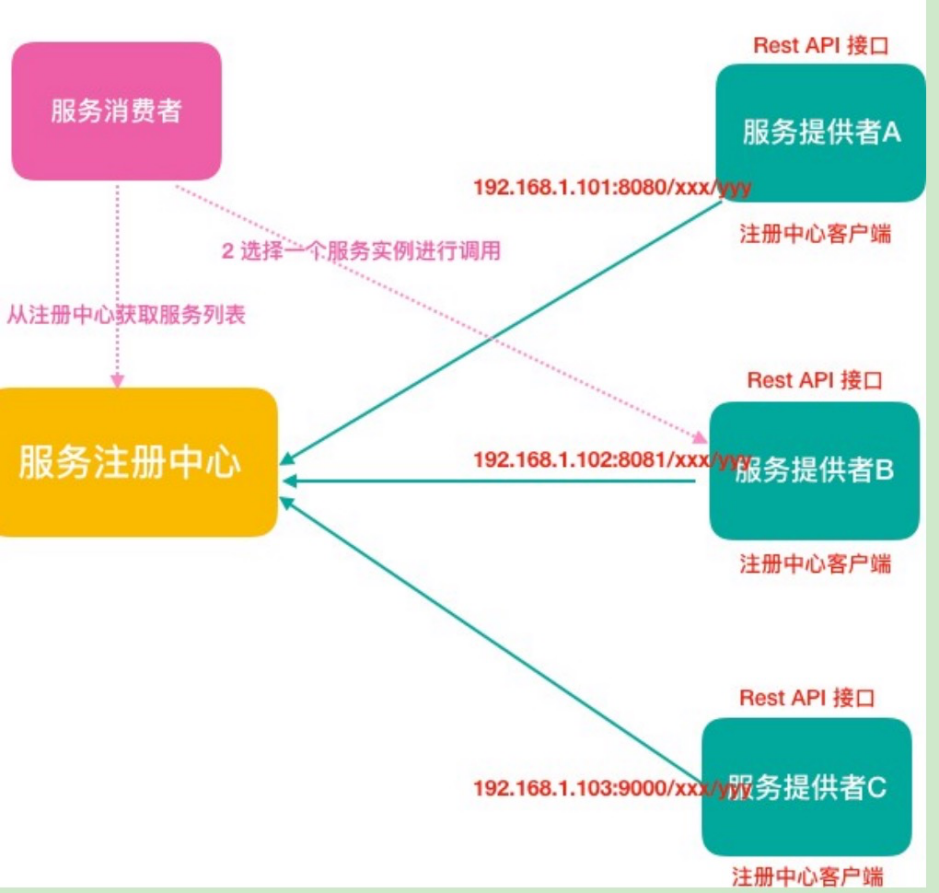 Rest API 接口
服务消费者
服务提供者A
192.168.1.101:8080/xxx/yyy
注册中心客户端
2 选择一个服务实例进行调用
从注册中心获取服务列表
Rest API 接口
服务注册中心
192.168.1.102:8081/xxx/yyy
服务提供者B
注册中心客户端
Rest API 接口
192.168.1.103:9000/xxx/yyy
服务提供者C
注册中心客户端